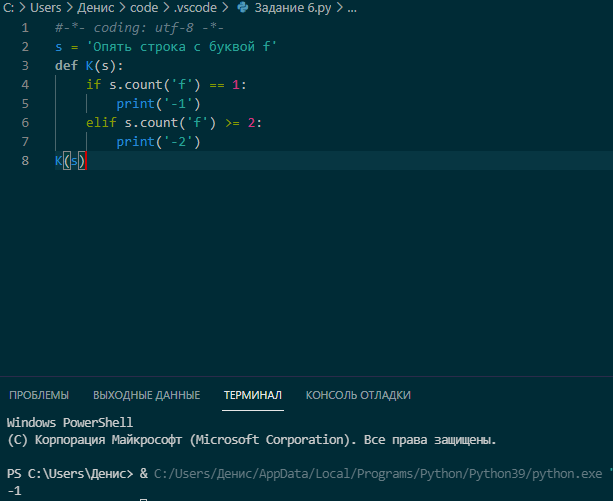 C: > Users > Денис > code > .vscode > Задание 6.py > ...
1 #-*- coding: utf-8 -*-
2 s = 'Опять строка с буквой f'
3 def K(s):
4     if s.count('f') == 1:
5         print('-1')
6     elif s.count('f') >= 2:
7         print('-2')
8 K(s)
ПРОБЛЕМЫ ВЫХОДНЫЕ ДАННЫЕ ТЕРМИНАЛ КОНСОЛЬ ОТЛАДКИ
Windows PowerShell
(C) Корпорация Майкрософт (Microsoft Corporation). Все права защищены.
PS C:\Users\Денис> & C:/Users/Денис/AppData/Local/Programs/Python/Python39/python.exe
-1